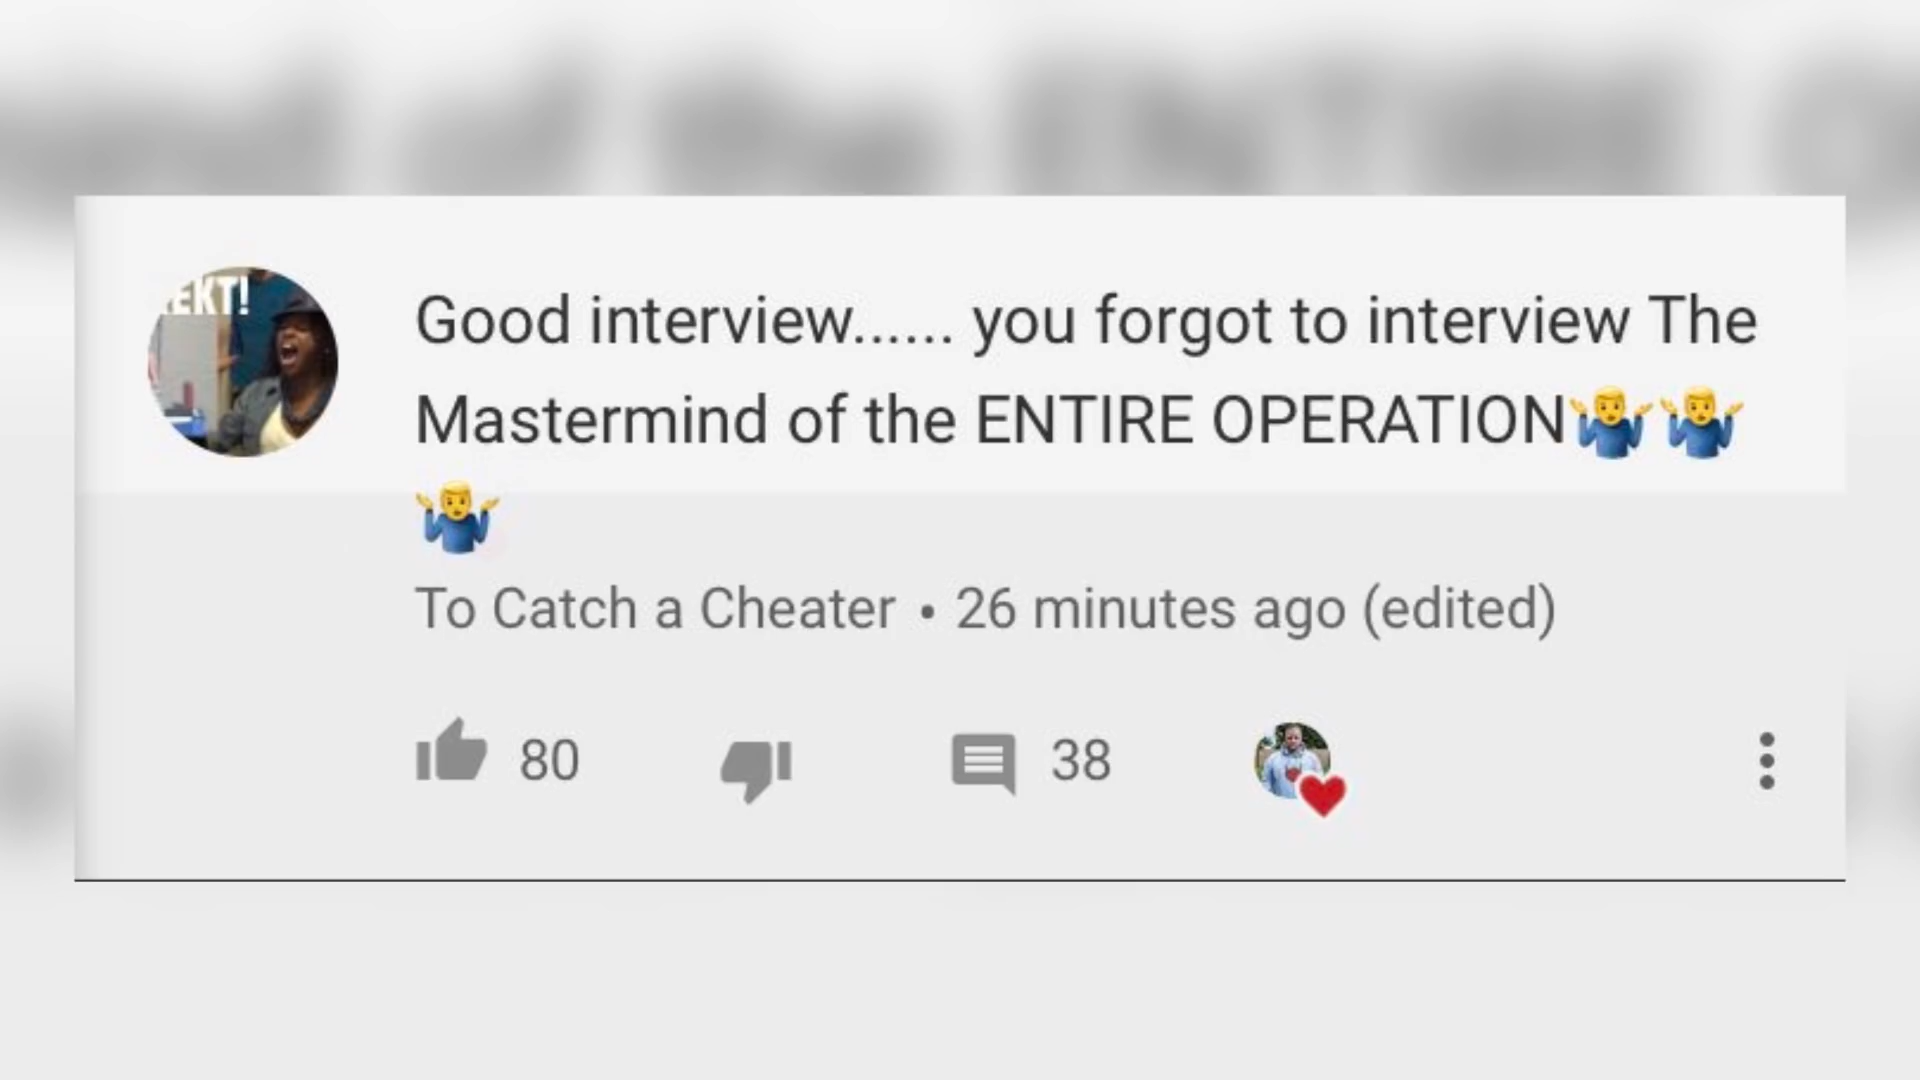 EKT!
Good interview...... you forgot to interview The
Mastermind of the ENTIRE OPERATION🤷‍♂️🤷‍♂️
🤷‍♂️
To Catch a Cheater • 26 minutes ago (edited)
80 38